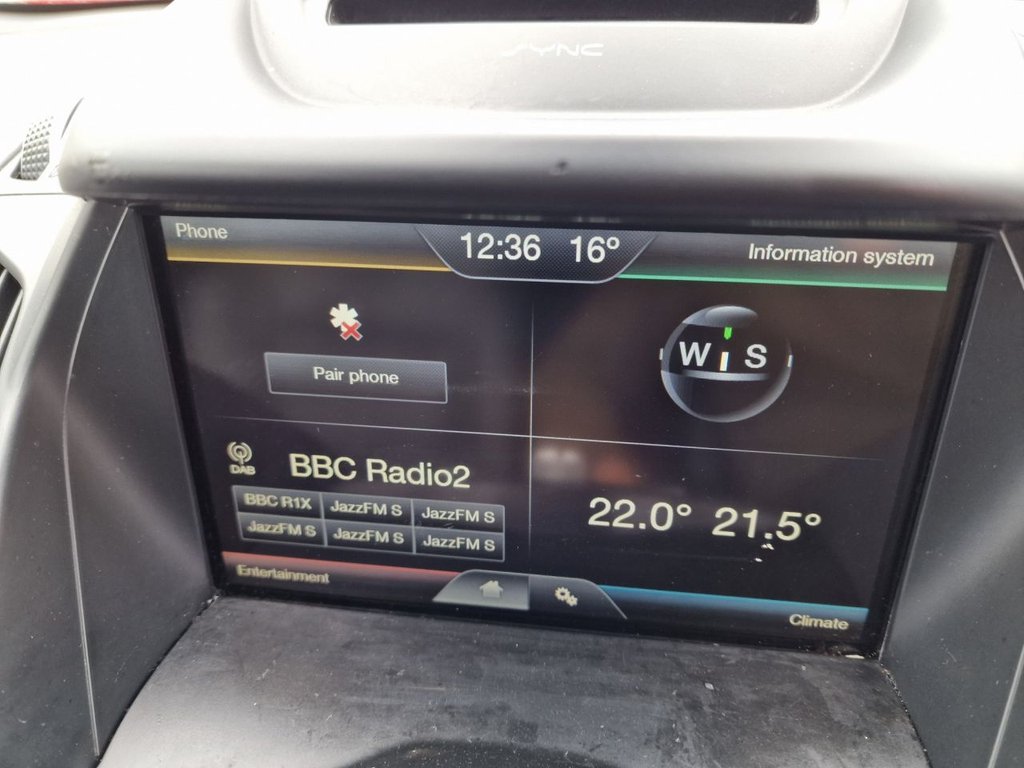 SYNC
Phone
12:36 16º
Information system
Pair phone
W S
DAB
BBC Radio2
BBC R1X JazzFM S JazzFM S
JazzFM S JazzFM S JazzFM S
22.0° 21.5°
Entertainment
Climate